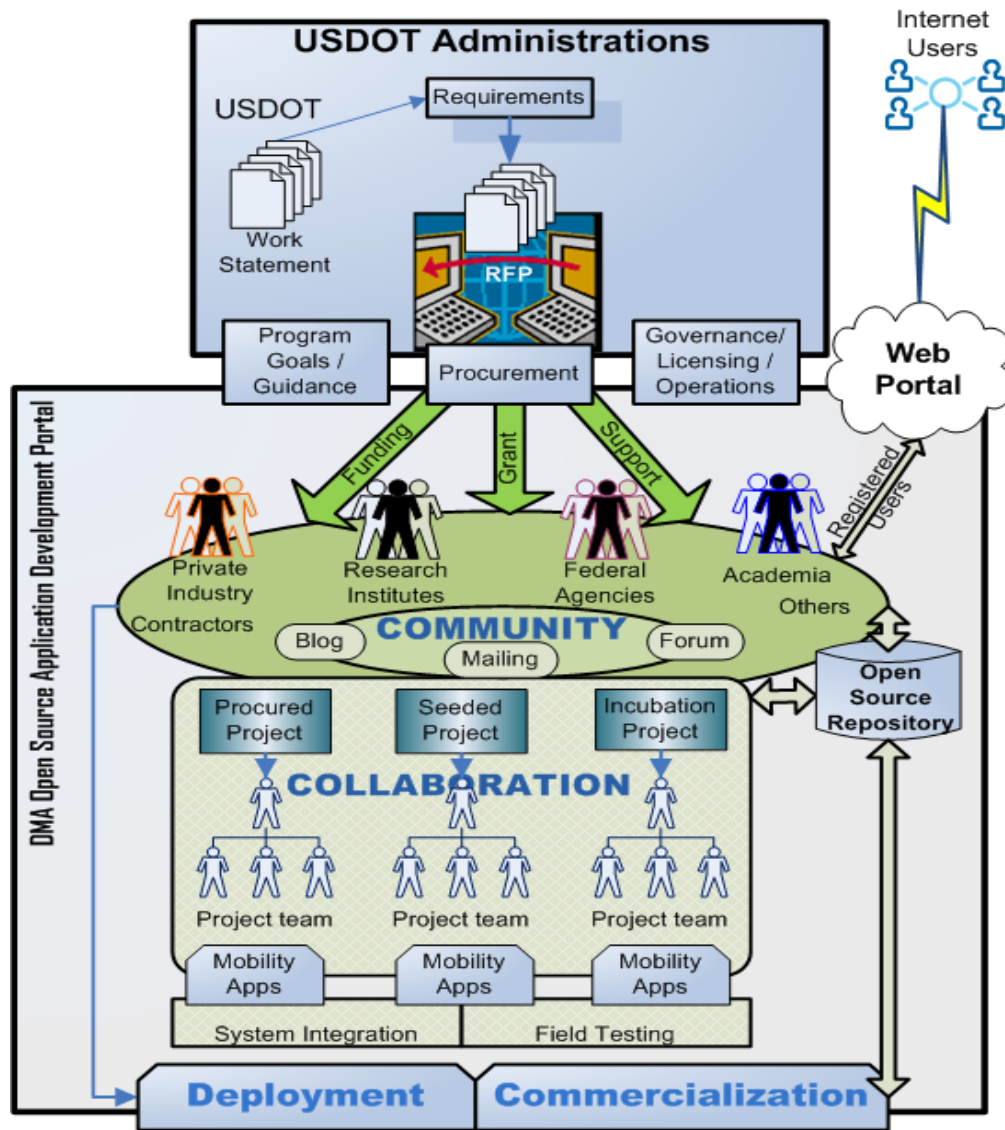 USDOT Administrations
Internet
Users
USDOT
Requirements
Work
Statement
RFP
Program
Goals /
Guidance
Procurement
Governance/
Licensing /
Operations
Web
Portal
DMA Open Source Application Development Portal
Funding
Grant
Support
Registered
Users
Private
Industry
Research
Institutes
Federal
Agencies
Academia
Contractors
Others
COMMUNITY
Blog
Mailing
Forum
Open
Source
Repository
Procured
Project
Seeded
Project
Incubation
Project
COLLABORATION
Project team
Project team
Project team
Mobility
Apps
Mobility
Apps
Mobility
Apps
System Integration
Field Testing
Deployment
Commercialization